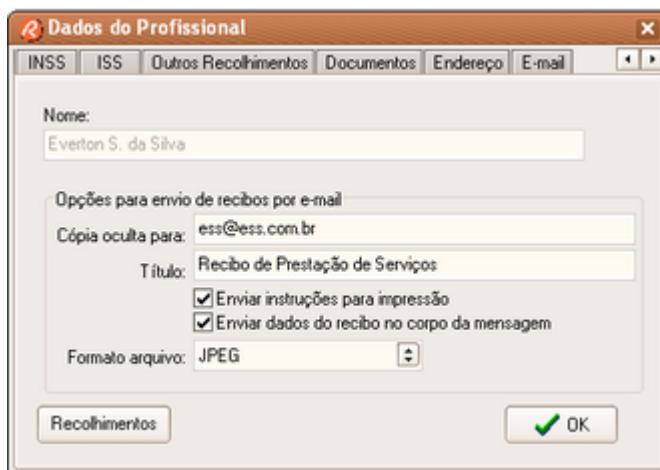 Dados do Profissional
INSS ISS Outros Recolhimentos Documentos Endereço E-mail
Nome:
Everton S. da Silva
Opções para envio de recibos por e-mail
Cópia oculta para: ess@ess.com.br
Título: Recibo de Prestação de Serviços
Enviar instruções para impressão
Enviar dados do recibo no corpo da mensagem
Formato arquivo: JPEG
Recolhimentos OK